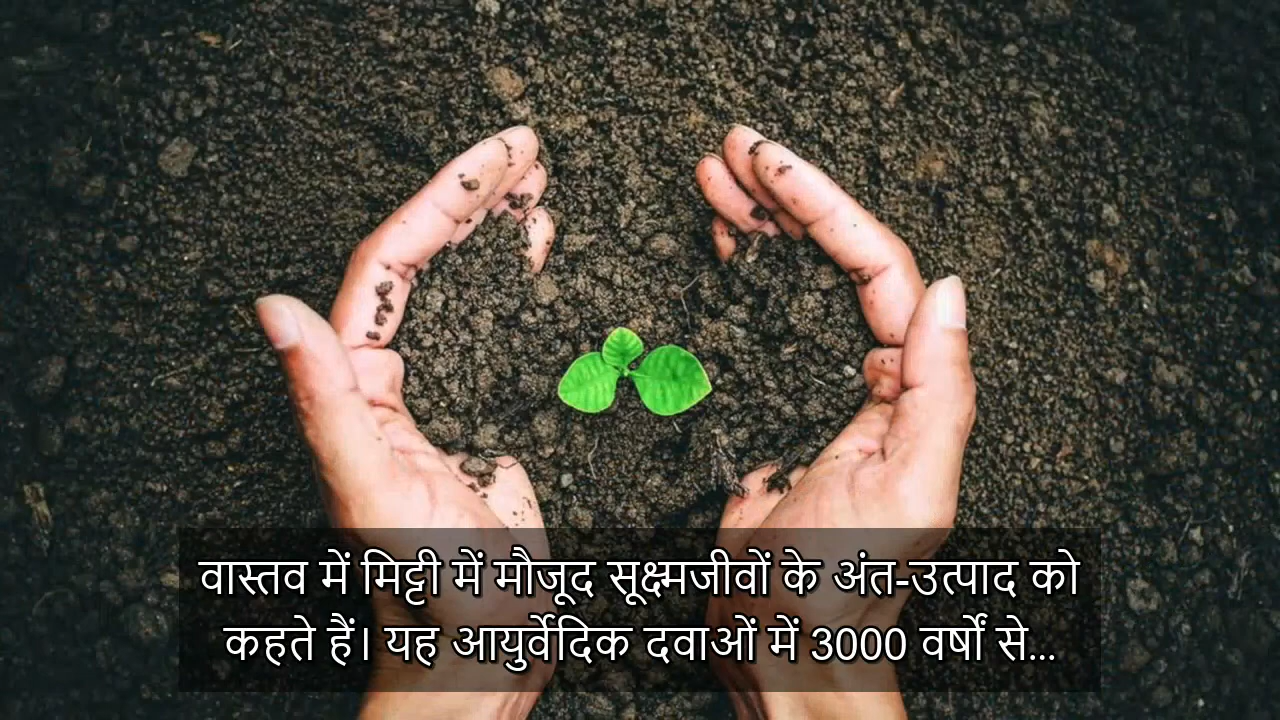 वास्तव में मिट्टी में मौजूद सूक्ष्मजीवों के अंत-उत्पाद को
कहते हैं। यह आयुर्वेदिक दवाओं में 3000 वर्षों से...